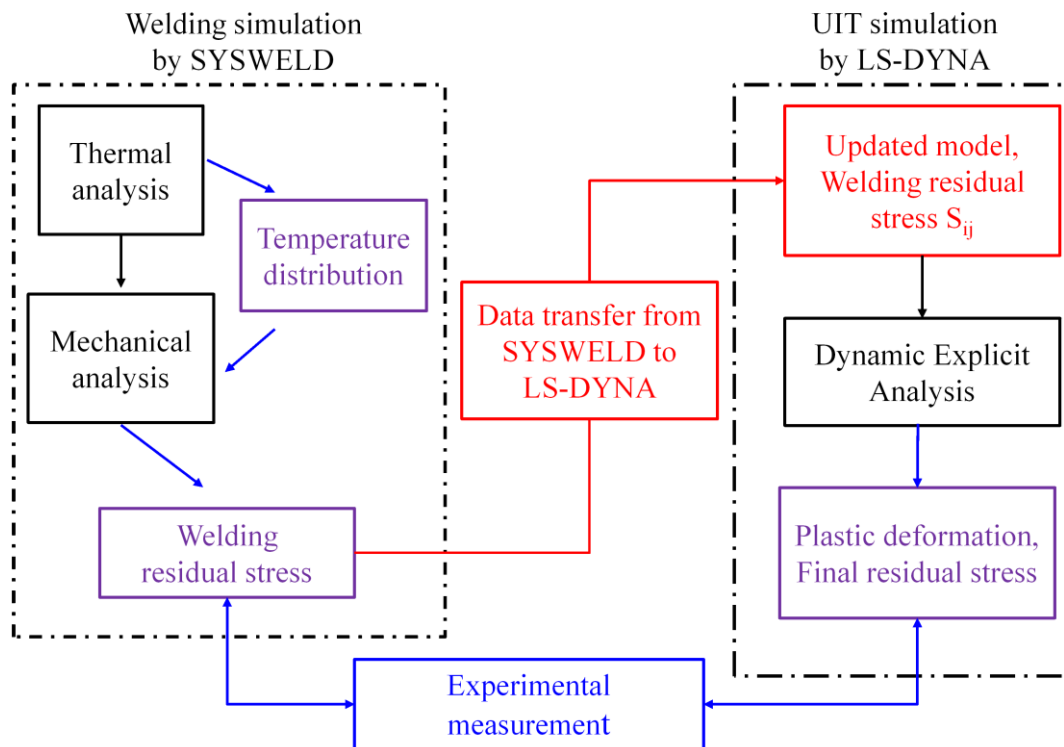 Welding simulation
by SYSWELD
Thermal
analysis
Temperature
distribution
Mechanical
analysis
Welding
residual stress
Data transfer from
SYSWELD to
LS-DYNA
UIT simulation
by LS-DYNA
Updated model,
Welding residual
stress S_ij
Dynamic Explicit
Analysis
Plastic deformation,
Final residual stress
Experimental
measurement